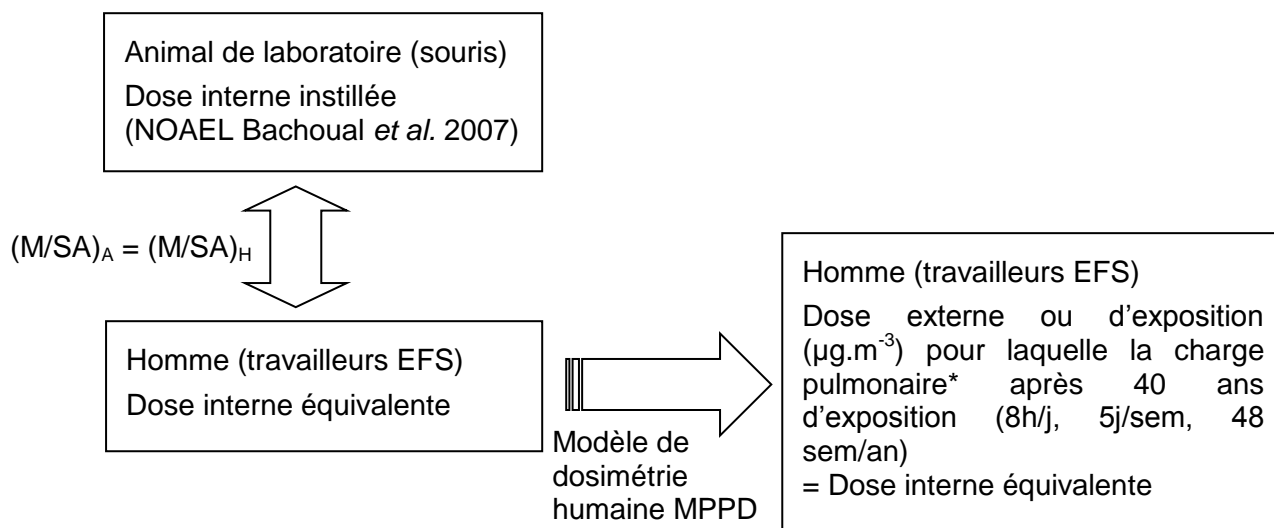 Animal de laboratoire (souris)
Dose interne instillée
(NOAEL Bachoual et al. 2007)
(M/SA)A = (M/SA)H
Homme (travailleurs EFS)
Dose interne équivalente
Modèle de
dosimétrie
humaine MPPD
Homme (travailleurs EFS)
Dose externe ou d'exposition
(µg.m-3) pour laquelle la charge
pulmonaire* après 40 ans
d'exposition (8h/j, 5j/sem, 48
sem/an)
= Dose interne équivalente